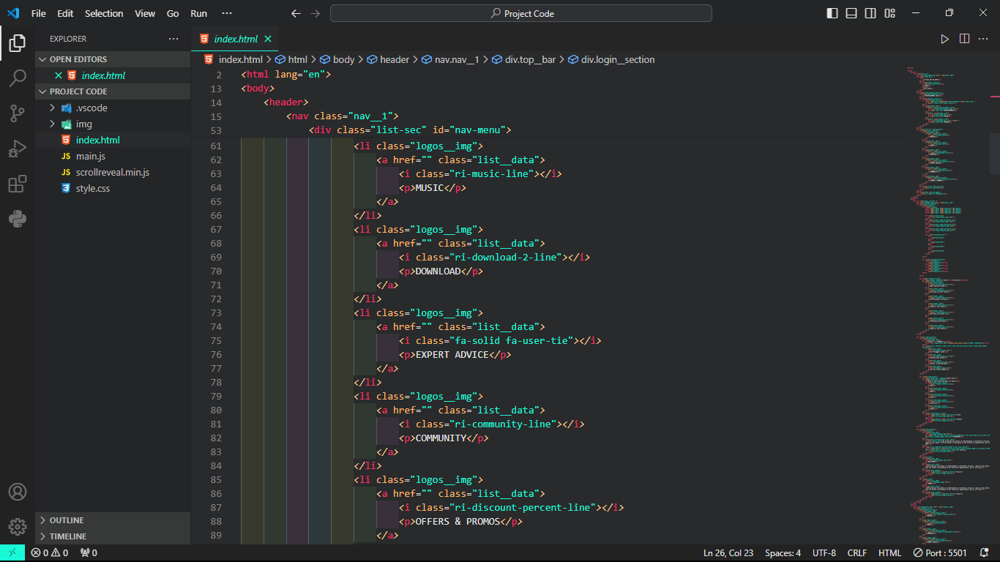 File Edit Selection View Go Run ··· Project Code
EXPLORER ···
OPEN EDITORS
index.html
PROJECT CODE
.vscode
img
index.html
JS main.js
JS scrollreveal.min.js
style.css
OUTLINE
TIMELINE
index.html
index.html > html > body > header > nav.nav__1 > div.top__bar > div.login__section
2 <html lang="en">
13 <body>
14 <header>
15 <nav class="nav__1">
53 <div class="list-sec" id="nav-menu">
61 <li class="logos__img">
62 <a href="" class="list__data">
63 <i class="ri-music-line"></i>
64 <p>MUSIC</p>
65 </a>
66 </li>
67 <li class="logos__img">
68 <a href="" class="list__data">
69 <i class="ri-download-2-line"></i>
70 <p>DOWNLOAD</p>
71 </a>
72 </li>
73 <li class="logos__img">
74 <a href="" class="list__data">
75 <i class="fa-solid fa-user-tie"></i>
76 <p>EXPERT ADVICE</p>
77 </a>
78 </li>
79 <li class="logos__img">
80 <a href="" class="list__data">
81 <i class="ri-community-line"></i>
82 <p>COMMUNITY</p>
83 </a>
84 </li>
85 <li class="logos__img">
86 <a href="" class="list__data">
87 <i class="ri-discount-percent-line"></i>
88 <p>OFFERS & PROMOS</p>
89 </a>
0 0 0 Ln 26, Col 23 Spaces: 4 UTF-8 CRLF HTML Port : 5501